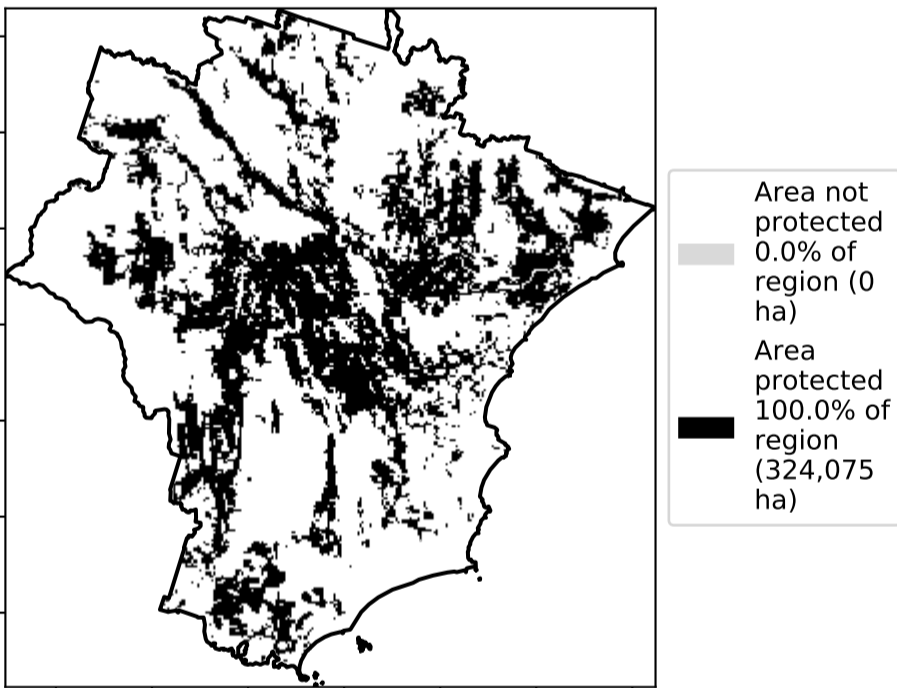 Area not
protected
0.0% of
region (0
ha)
Area
protected
100.0% of
region
(324,075
ha)